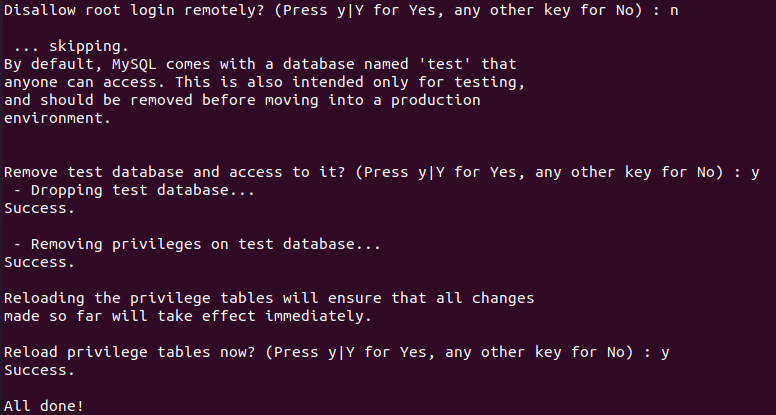 Disallow root login remotely? (Press y|Y for Yes, any other key for No) : n
... skipping.
By default, MySQL comes with a database named 'test' that
anyone can access. This is also intended only for testing,
and should be removed before moving into a production
environment.
Remove test database and access to it? (Press y|Y for Yes, any other key for No) : y
- Dropping test database...
Success.
- Removing privileges on test database...
Success.
Reloading the privilege tables will ensure that all changes
made so far will take effect immediately.
Reload privilege tables now? (Press y|Y for Yes, any other key for No) : y
Success.
All done!